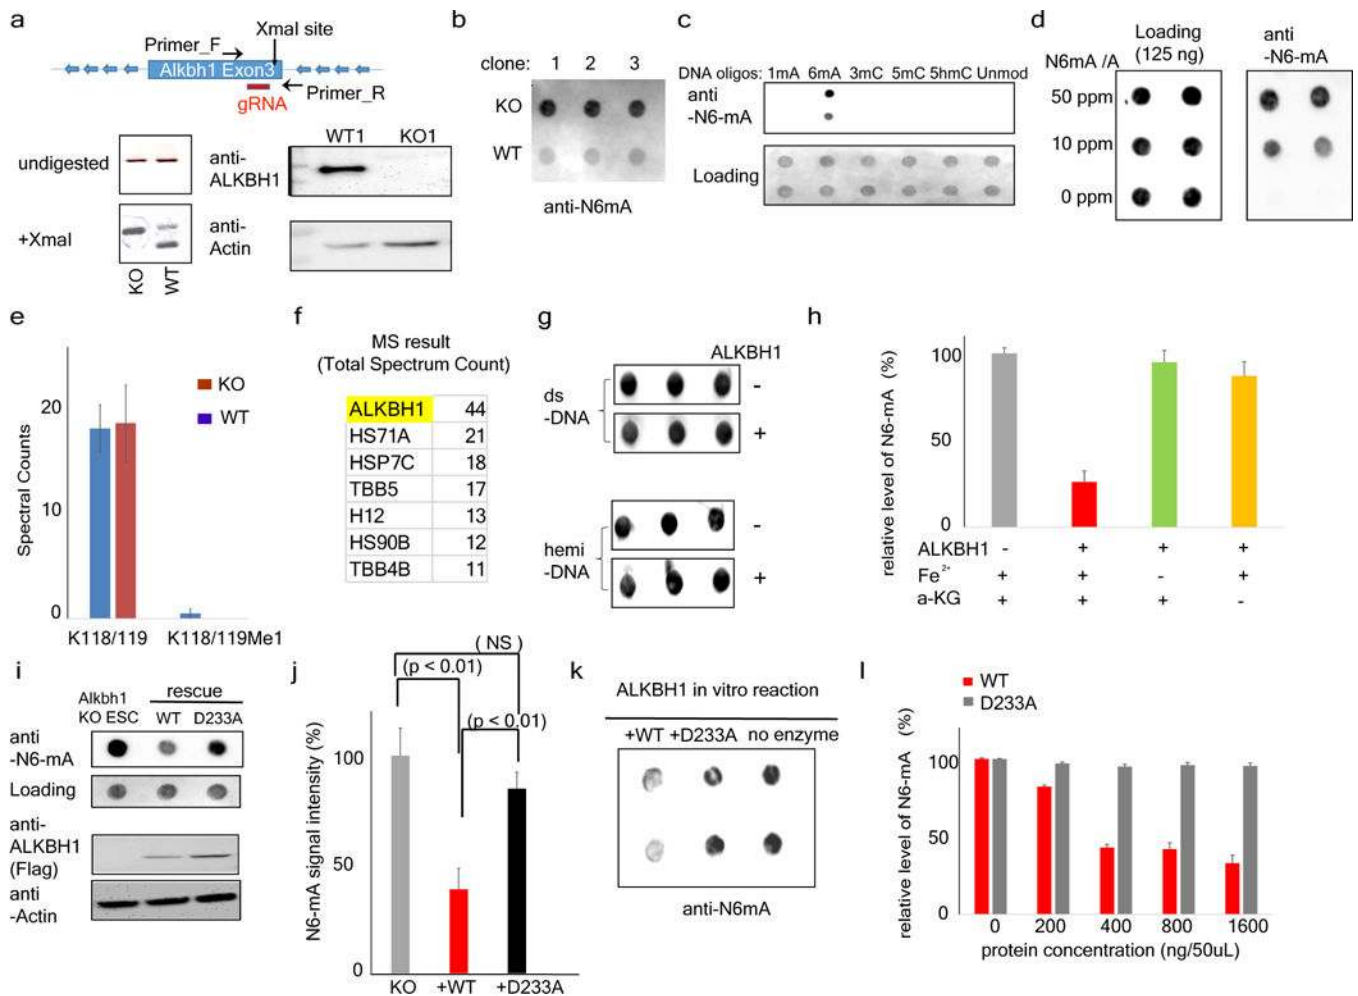 a
XmaI site
Primer_F
Alkbh1 Exon3
Primer_R
gRNA
WT1 KO1
undigested
anti-
ALKBH1
+XmaI
anti-
Actin
KO
WT
b
clone: 1 2 3
KO
WT
anti-N6mA
c
DNA oligos: 1mA 6mA 3mC 5mC 5hmC Unmod
anti
-N6-mA
Loading
d
Loading
(125 ng)
anti
-N6-mA
N6mA /A
50 ppm
10 ppm
0 ppm
e
KO
WT
20
10
0
Spectral Counts
K118/119 K118/119Me1
f
MS result
(Total Spectrum Count)
ALKBH1 44
HS71A 21
HSP7C 18
TBB5 17
H12 13
HS90B 12
TBB4B 11
g
ALKBH1
ds
-DNA
-
+
hemi
-DNA
-
+
h
relative level of N6-mA (%)
100
50
0
ALKBH1 - + + +
Fe2+ + + - +
a-KG + + + -
i
Alkbh1
KO ESC
rescue
WT D233A
anti
-N6-mA
Loading
anti-
ALKBH1
(Flag)
anti
-Actin
j
( NS )
(p < 0.01)
(p < 0.01)
N6-mA signal intensity (%)
100
50
0
KO +WT +D233A
k
ALKBH1 in vitro reaction
+WT +D233A no enzyme
anti-N6mA
l
WT
D233A
relative level of N6-mA (%)
100
50
0
0 200 400 800 1600
protein concentration (ng/50uL)